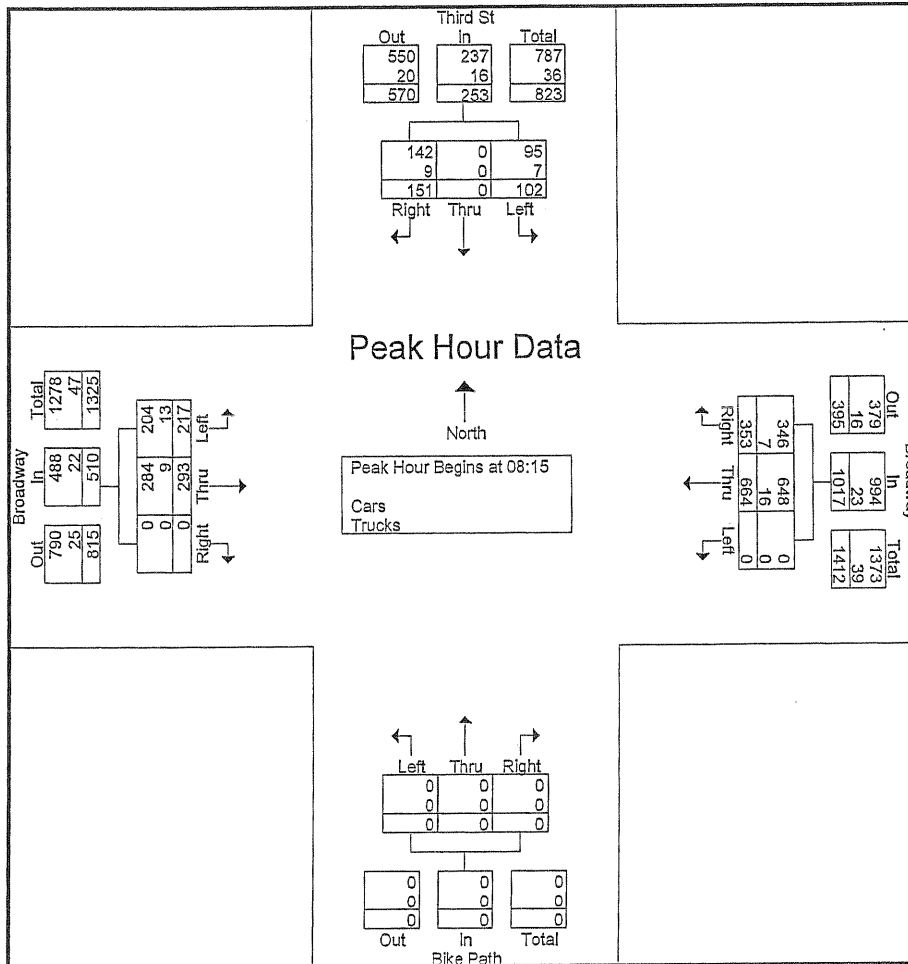 Third St
Out In Total
550 237 787
20 16 36
570 253 823
142 0 95
9 0 7
151 0 102
Right Thru Left
Peak Hour Data
North
Peak Hour Begins at 08:15
Cars
Trucks
Broadway
Total In Out
1278 488 790
47 22 25
1325 510 815
204 284 0
13 9 0
217 293 0
Left Thru Right
Broadway
Out In Total
379 994 1373
16 23 39
395 1017 1412
346 648 0
7 16 0
353 664 0
Right Thru Left
Left Thru Right
0 0 0
0 0 0
0 0 0
0 0 0
0 0 0
0 0 0
Out In Total
Bike Path